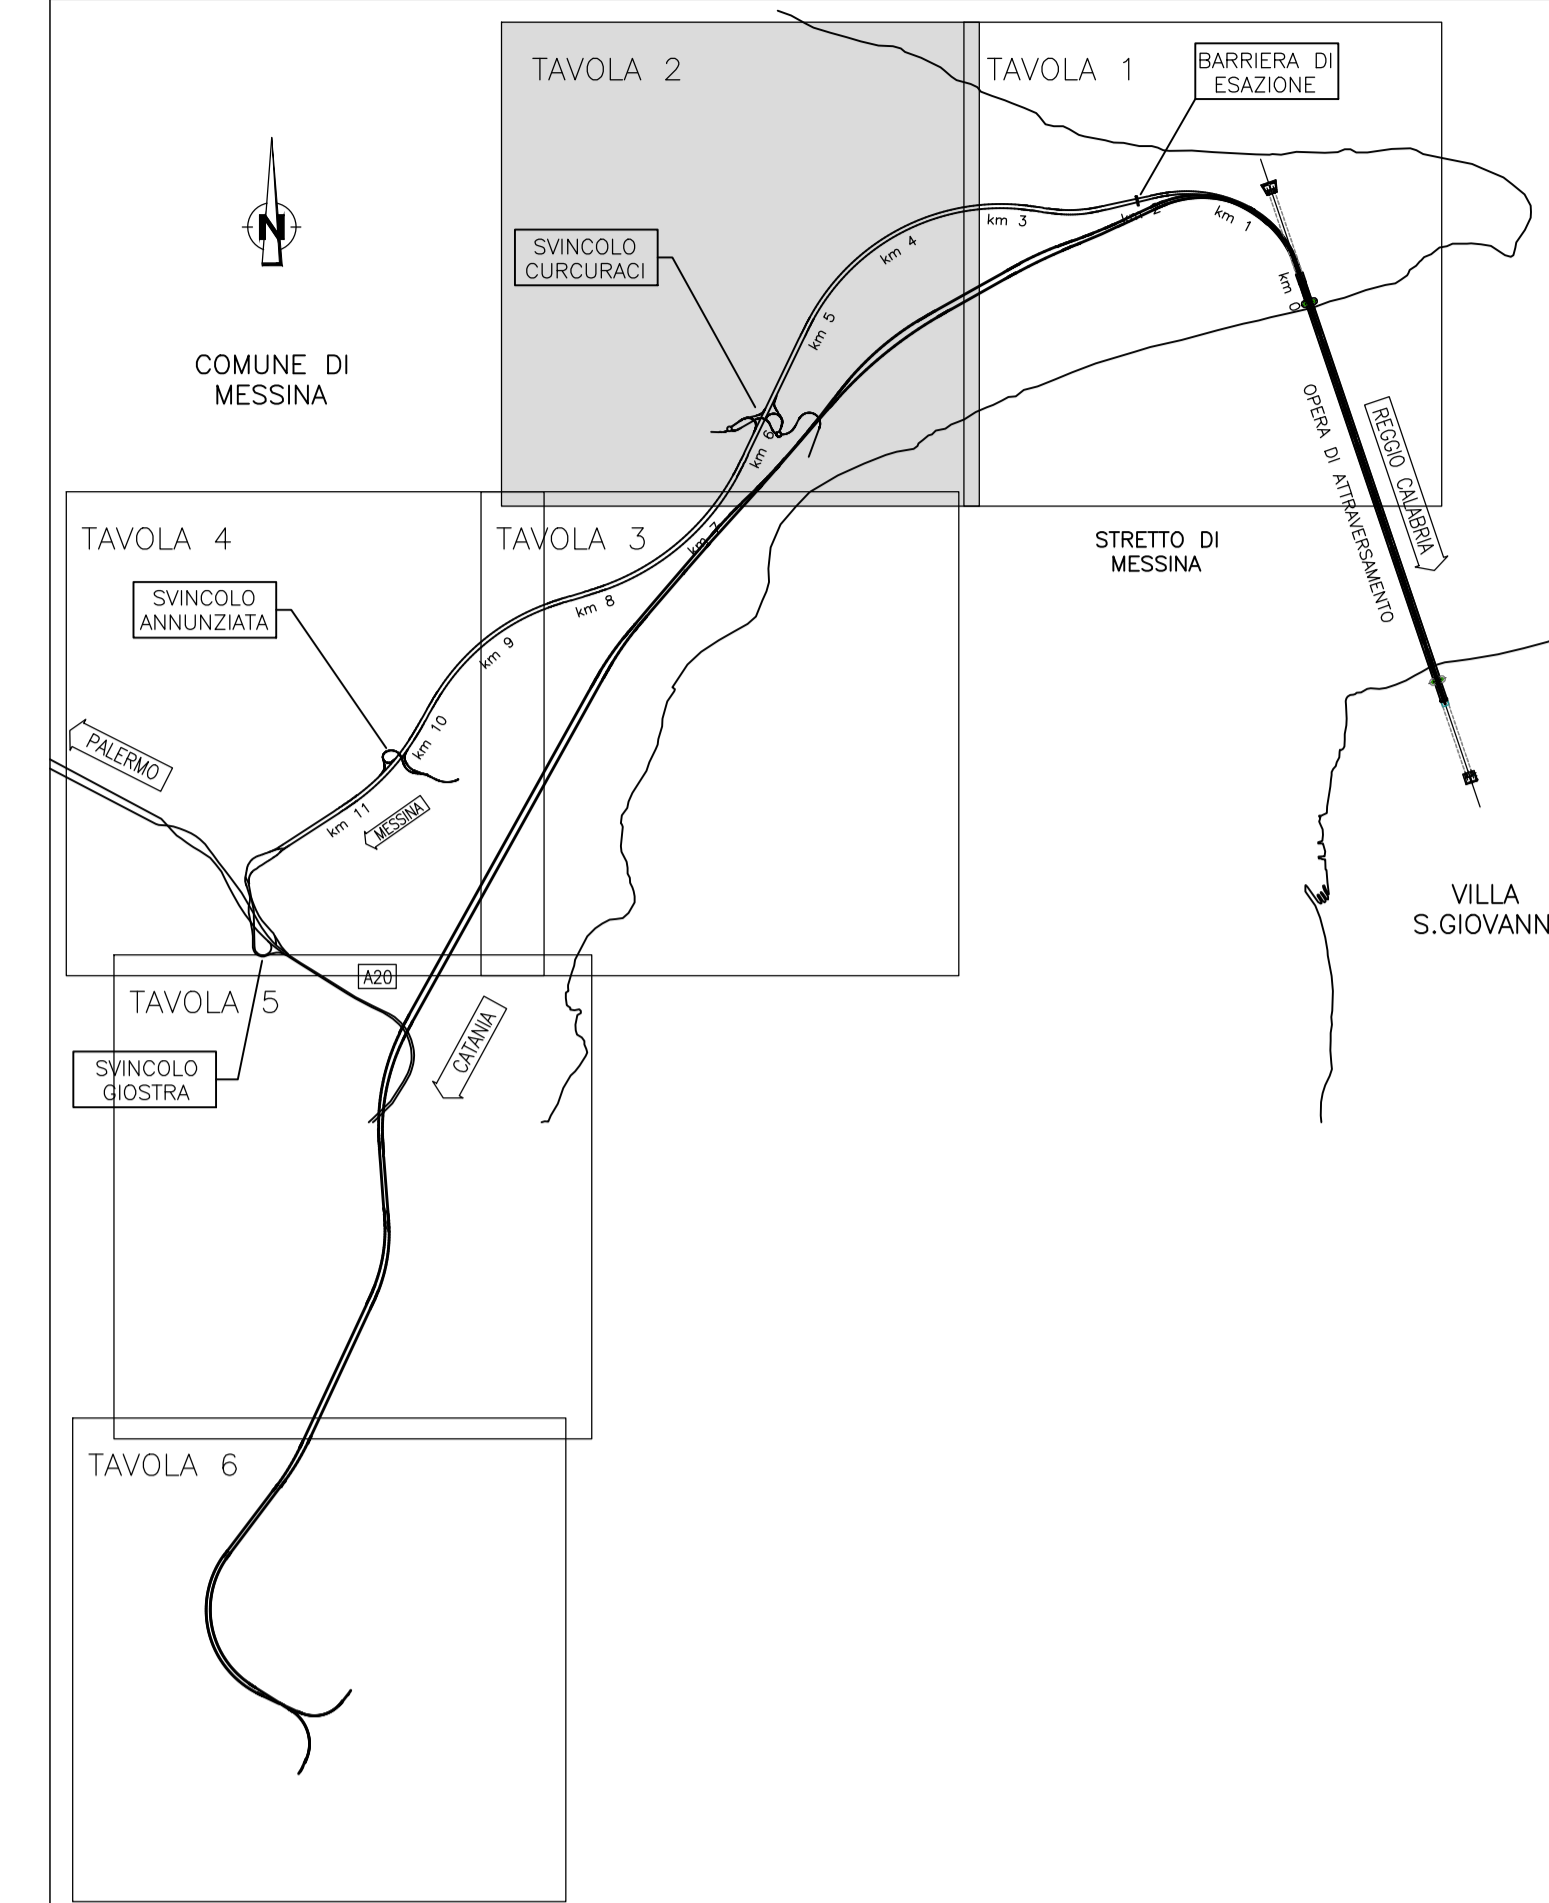 TAVOLA 2
TAVOLA 1
BARRIERA DI
ESAZIONE
N
SVINCOLO
CURCURACI
km 4
km 3
km 2
km 1
km 0
km 5
km 6
COMUNE DI
MESSINA
OPERA DI ATTRAVERSAMENTO
REGGIO CALABRIA
TAVOLA 4
TAVOLA 3
km 7
STRETTO DI
MESSINA
SVINCOLO
ANNUNZIATA
km 8
km 9
km 10
PALERMO
km 11
MESSINA
VILLA
S.GIOVANN
A20
TAVOLA 5
CATANIA
SVINCOLO
GIOSTRA
TAVOLA 6